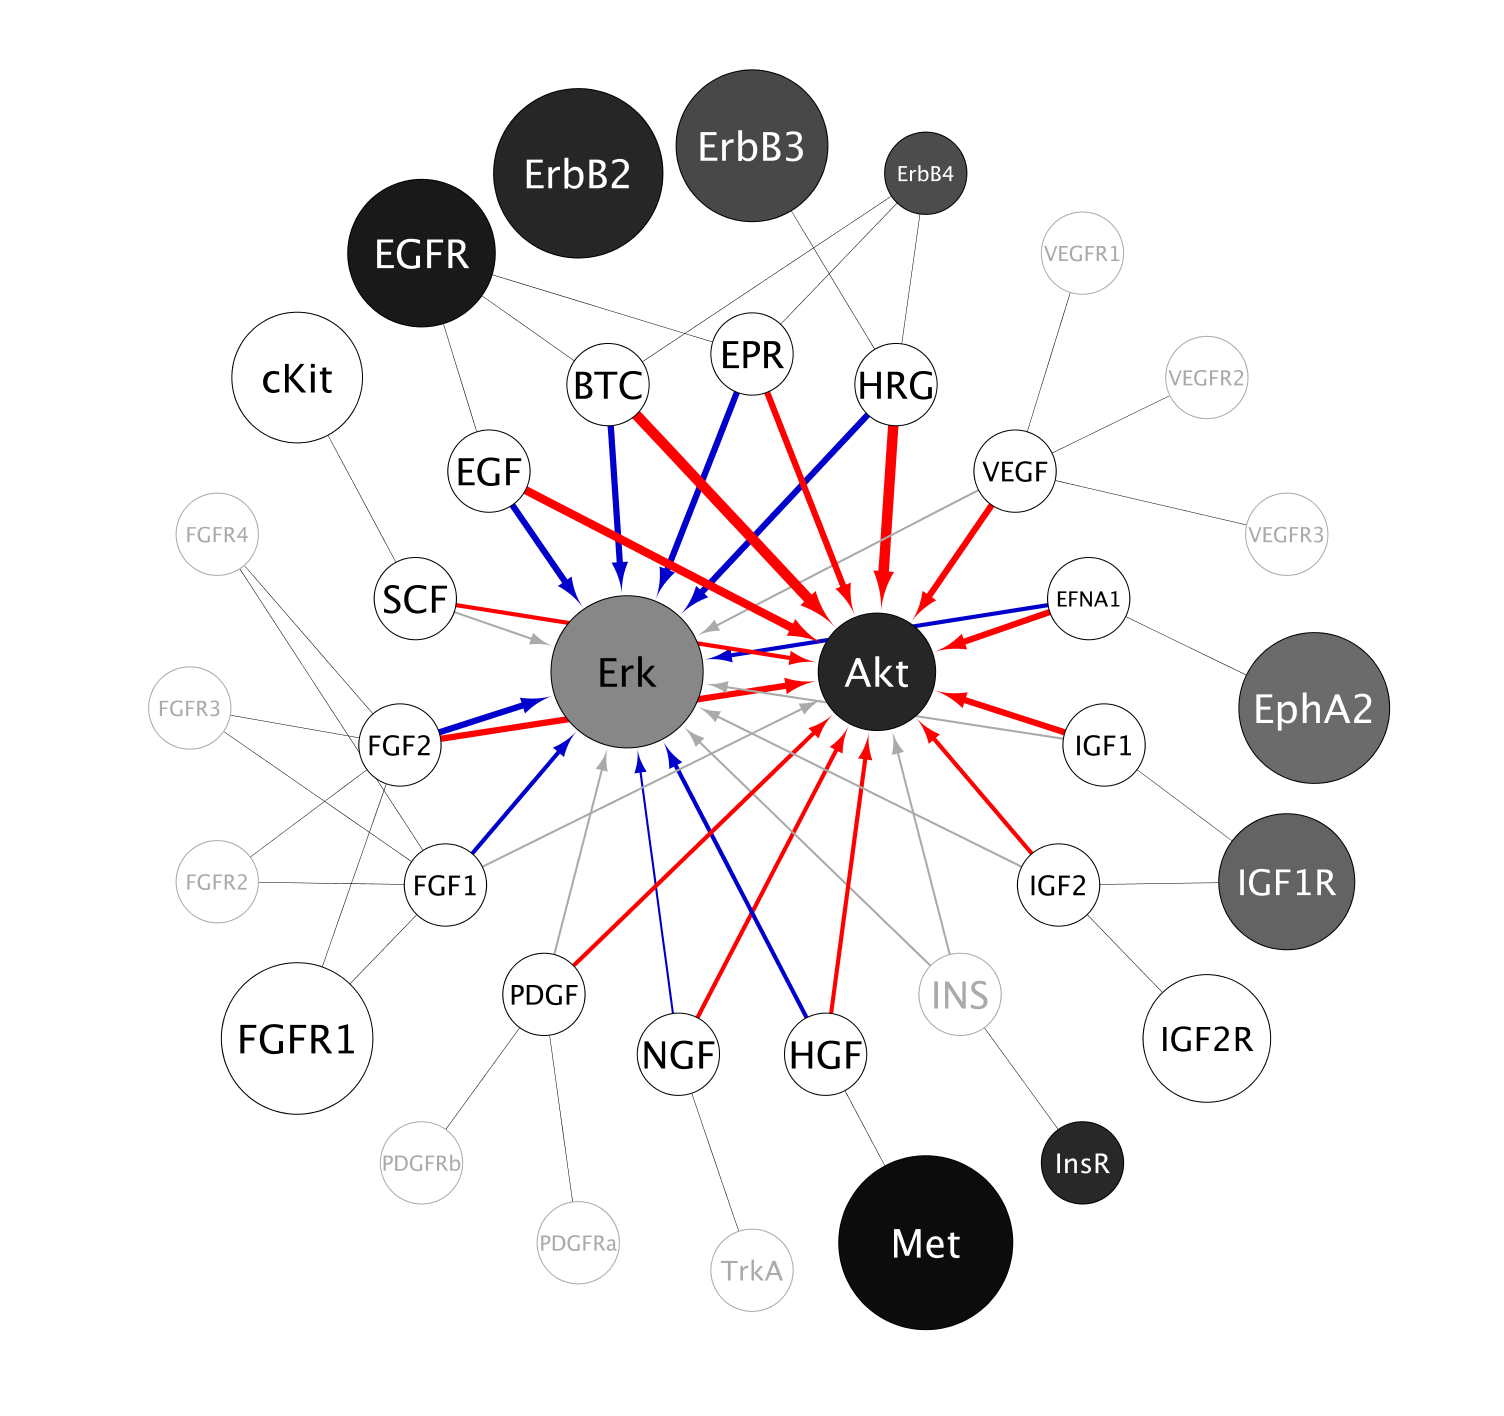 ErbB3
ErbB2
ErbB4
EGFR
VEGFR1
EPR
cKit
BTC
HRG
VEGFR2
EGF
VEGF
FGFR4
VEGFR3
SCF
EFNA1
Erk
Akt
FGFR3
EphA2
FGF2
IGF1
FGFR2
FGF1
IGF2
IGF1R
PDGF
INS
FGFR1
IGF2R
NGF
HGF
PDGFRb
InsR
PDGFRa
Met
TrkA